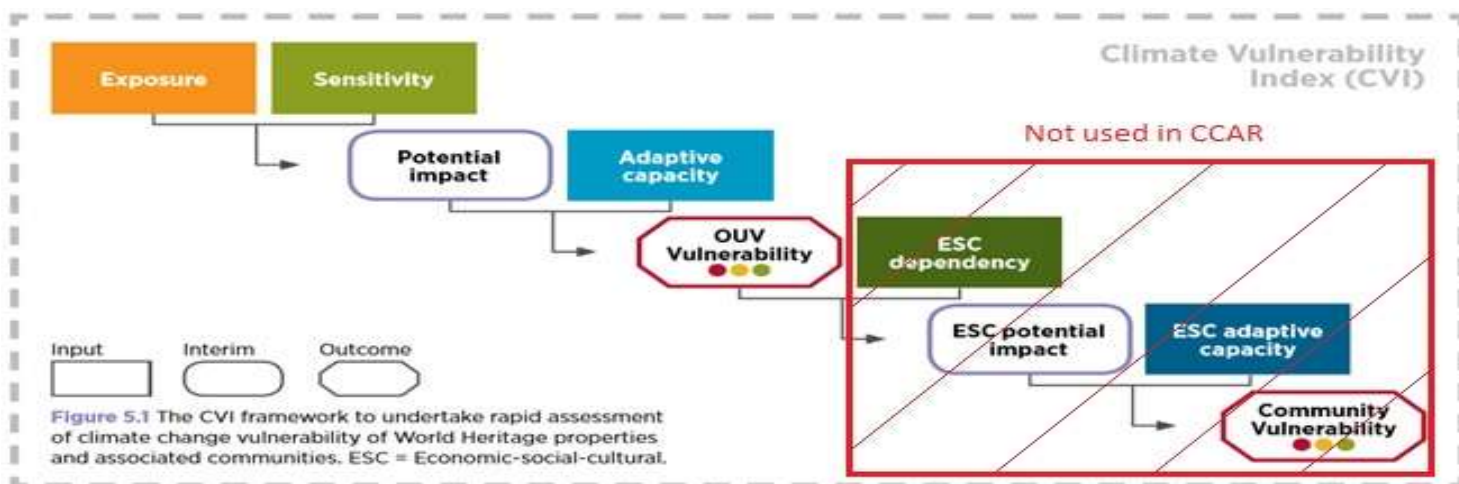 Climate Vulnerability
Index (CVI)
Exposure
Sensitivity
Not used in CCAR
Potential
impact
Adaptive
capacity
OUV
Vulnerability
ESC
dependency
ESC potential
impact
ESC adaptive
capacity
Community
Vulnerability
Input
Interim
Outcome
Figure 5.1 The CVI framework to undertake rapid assessment
of climate change vulnerability of World Heritage properties
and associated communities. ESC = Economic-social-cultural.